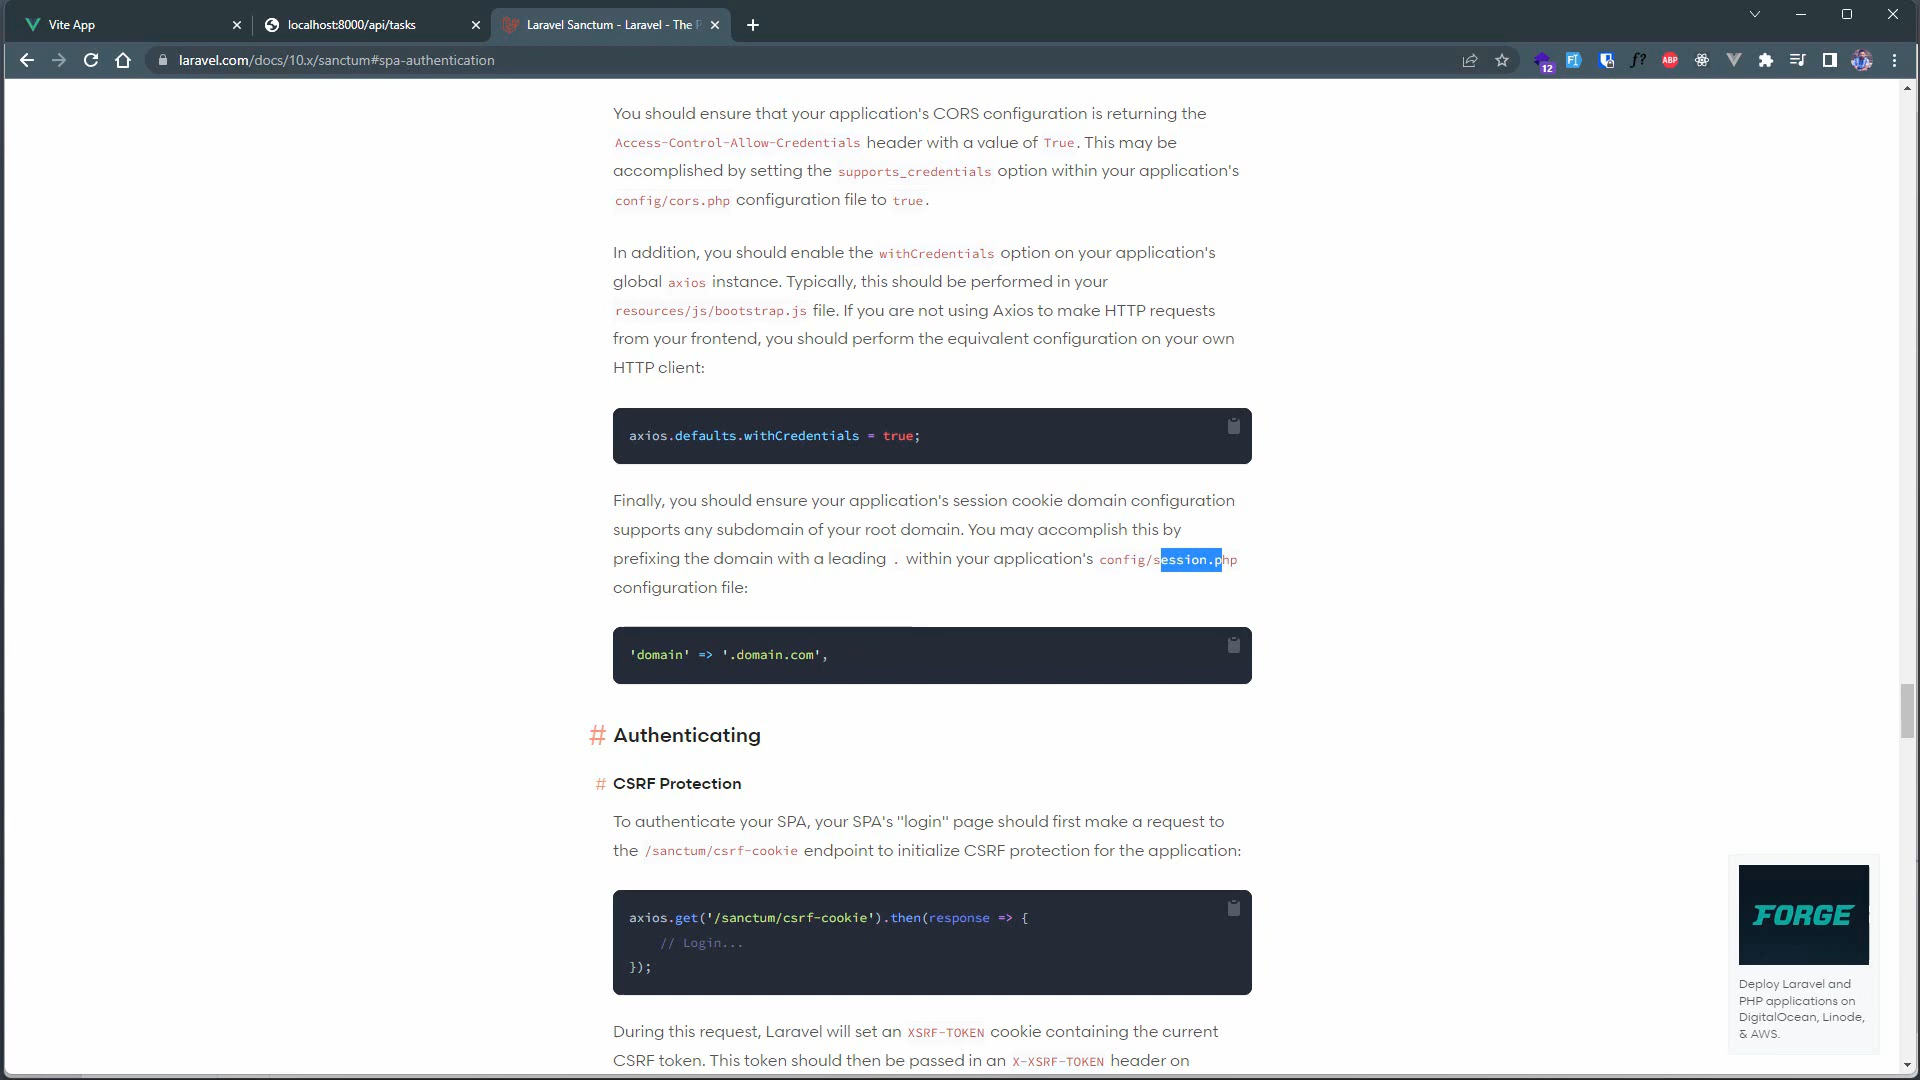 Vite App
localhost:8000/api/tasks
Laravel Sanctum - Laravel - The P
laravel.com/docs/10.x/sanctum#spa-authentication
12
ABP
You should ensure that your application's CORS configuration is returning the
Access-Control-Allow-Credentials header with a value of True. This may be
accomplished by setting the supports_credentials option within your application's
config/cors.php configuration file to true.
In addition, you should enable the withCredentials option on your application's
global axios instance. Typically, this should be performed in your
resources/js/bootstrap.js file. If you are not using Axios to make HTTP requests
from your frontend, you should perform the equivalent configuration on your own
HTTP client:
axios.defaults.withCredentials = true;
Finally, you should ensure your application's session cookie domain configuration
supports any subdomain of your root domain. You may accomplish this by
prefixing the domain with a leading . within your application's config/session.php
configuration file:
'domain' => '.domain.com',
# Authenticating
# CSRF Protection
To authenticate your SPA, your SPA's "login" page should first make a request to
the /sanctum/csrf-cookie endpoint to initialize CSRF protection for the application:
axios.get('/sanctum/csrf-cookie').then(response => {
// Login...
});
During this request, Laravel will set an XSRF-TOKEN cookie containing the current
CSRF token. This token should then be passed in an X-XSRF-TOKEN header on
FORGE
Deploy Laravel and
PHP applications on
DigitalOcean, Linode,
& AWS.